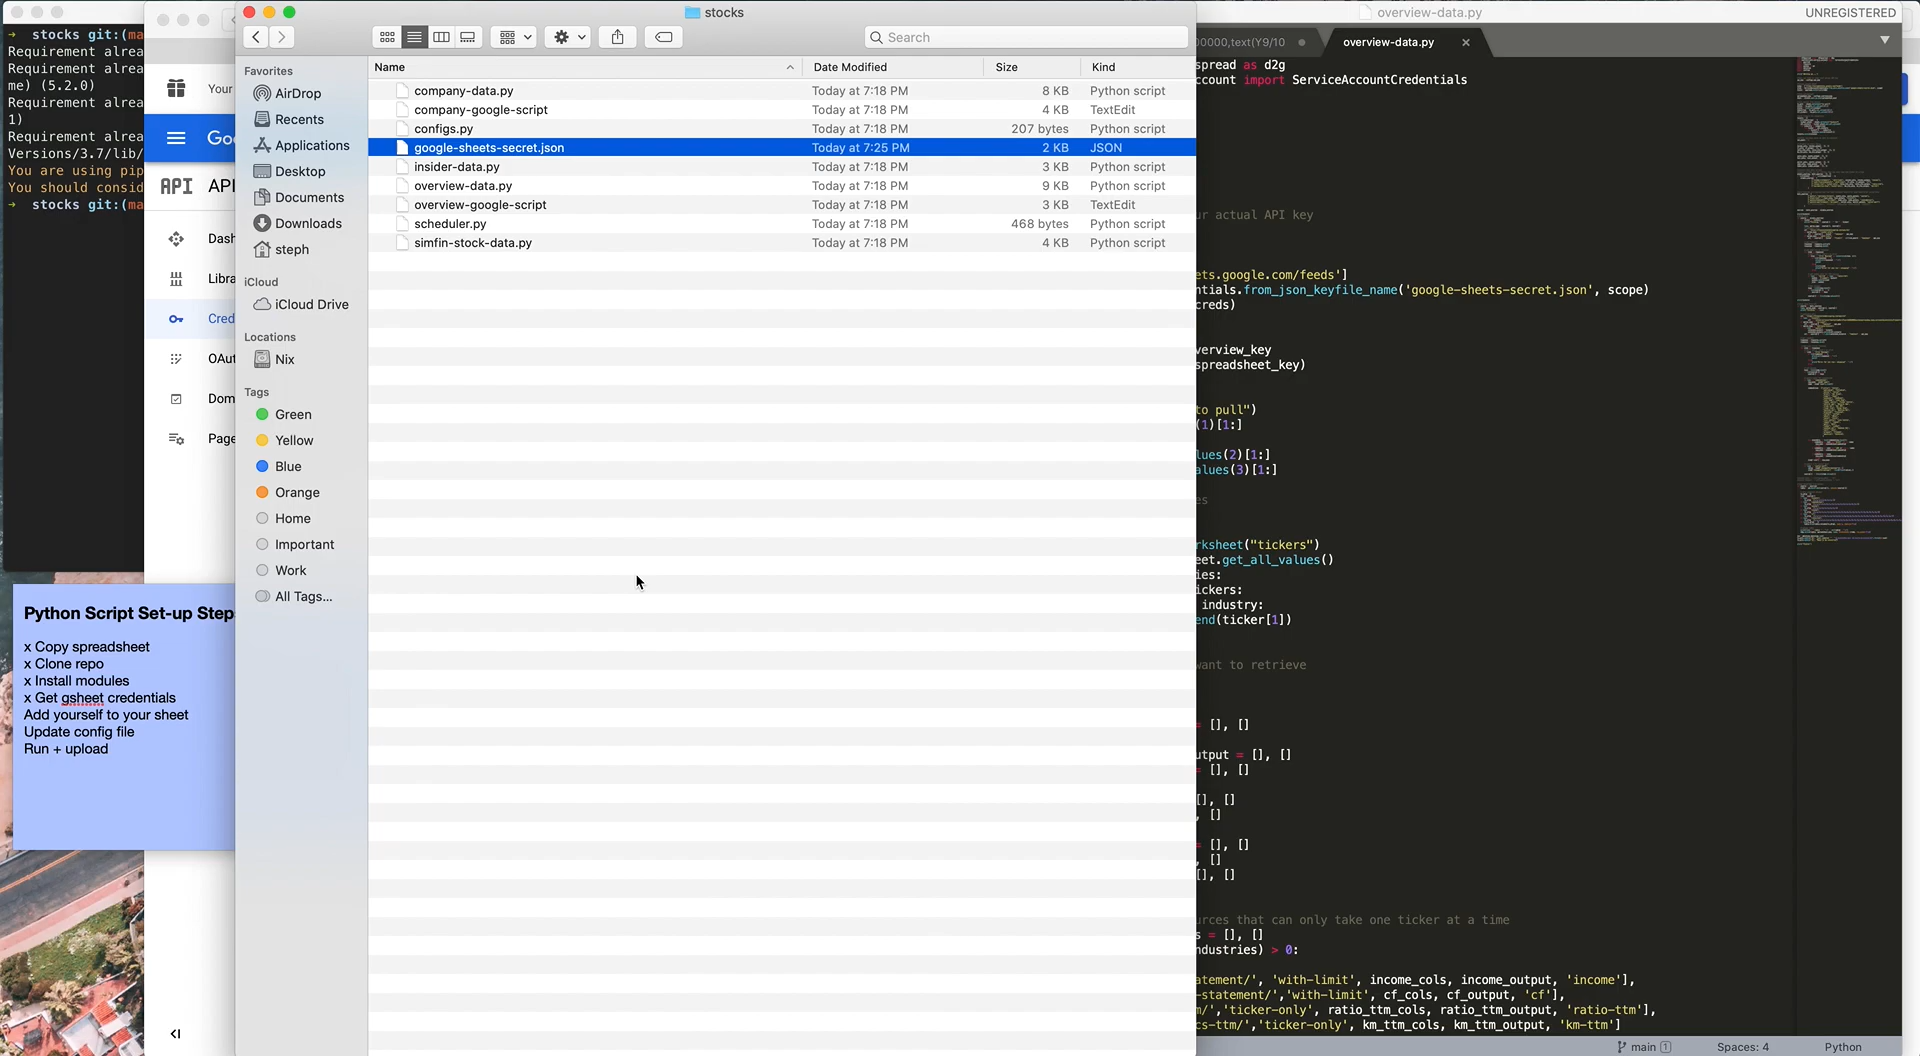 stocks
overview-data.py
UNREGISTERED
→ stocks git:(ma
Requirement alrea
Requirement alrea
me) (5.2.0)
Requirement alrea
1)
Requirement alrea
Versions/3.7/lib/
You are using pip
You should consid
→ stocks git:(ma
Your
Goo
API API
Dash
Libra
Cred
OAut
Dom
Page
Python Script Set-up Step
x Copy spreadsheet
x Clone repo
x Install modules
x Get gsheet credentials
Add yourself to your sheet
Update config file
Run + upload
Search
Favorites
AirDrop
Recents
Applications
Desktop
Documents
Downloads
steph
iCloud
iCloud Drive
Locations
Nix
Tags
Green
Yellow
Blue
Orange
Home
Important
Work
All Tags...
Name Date Modified Size Kind
company-data.py Today at 7:18 PM 8 KB Python script
company-google-script Today at 7:18 PM 4 KB TextEdit
configs.py Today at 7:18 PM 207 bytes Python script
google-sheets-secret.json Today at 7:25 PM 2 KB JSON
insider-data.py Today at 7:18 PM 3 KB Python script
overview-data.py Today at 7:18 PM 9 KB Python script
overview-google-script Today at 7:18 PM 3 KB TextEdit
scheduler.py Today at 7:18 PM 468 bytes Python script
simfin-stock-data.py Today at 7:18 PM 4 KB Python script
00000,text(Y9/10 overview-data.py
spread as d2g
ccount import ServiceAccountCredentials
ur actual API key
ets.google.com/feeds']
ntials.from_json_keyfile_name('google-sheets-secret.json', scope)
creds)
verview_key
spreadsheet_key)
to pull")
(1)[1:]
lues(2)[1:]
alues(3)[1:]
es
rksheet("tickers")
eet.get_all_values()
ies:
ickers:
industry:
end(ticker[1])
want to retrieve
= [], []
utput = [], []
= [], []
[], []
, []
= [], []
, []
[], []
urces that can only take one ticker at a time
s = [], []
ndustries) > 0:
atement/', 'with-limit', income_cols, income_output, 'income'],
-statement/','with-limit', cf_cols, cf_output, 'cf'],
m/','ticker-only', ratio_ttm_cols, ratio_ttm_output, 'ratio-ttm'],
cs-ttm/','ticker-only', km_ttm_cols, km_ttm_output, 'km-ttm']
main 1 Spaces: 4 Python